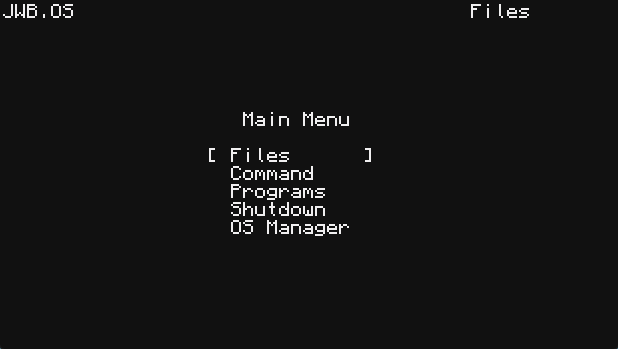 JWB.OS Files
Main Menu
[ Files ]
Command
Programs
Shutdown
OS Manager